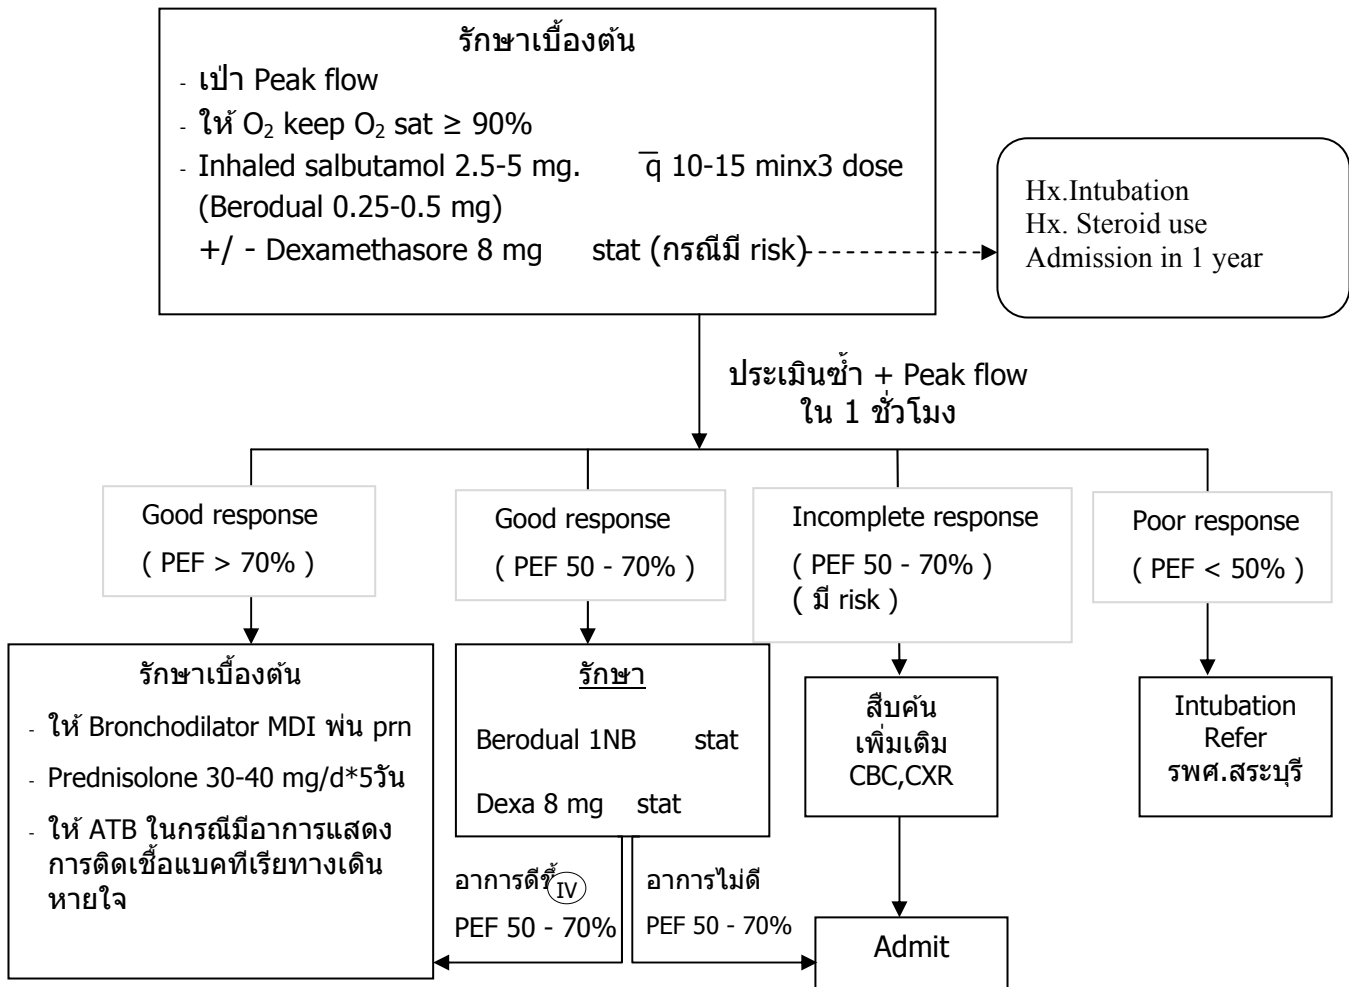 รักษาเบื้องต้น
- เป่า Peak flow
- ให้ O₂ keep O₂ sat ≥ 90%
- Inhaled salbutamol 2.5-5 mg. q̅ 10-15 minx3 dose
(Berodual 0.25-0.5 mg)
+/ - Dexamethasore 8 mg stat (กรณีมี risk)
Hx.Intubation
Hx. Steroid use
Admission in 1 year
ประเมินซ้ำ + Peak flow
ใน 1 ชั่วโมง
Good response
( PEF > 70% )
Good response
( PEF 50 - 70% )
Incomplete response
( PEF 50 - 70% )
( มี risk )
Poor response
( PEF < 50% )
รักษาเบื้องต้น
- ให้ Bronchodilator MDI พ่น prn
- Prednisolone 30-40 mg/d*5วัน
- ให้ ATB ในกรณีมีอาการแสดง
การติดเชื้อแบคทีเรียทางเดิน
หายใจ
รักษา
Berodual 1NB stat
Dexa 8 mg stat
สืบค้น
เพิ่มเติม
CBC,CXR
Intubation
Refer
รพศ.สระบุรี
อาการดีขึ้
IV
PEF 50 - 70%
อาการไม่ดี
PEF 50 - 70%
Admit